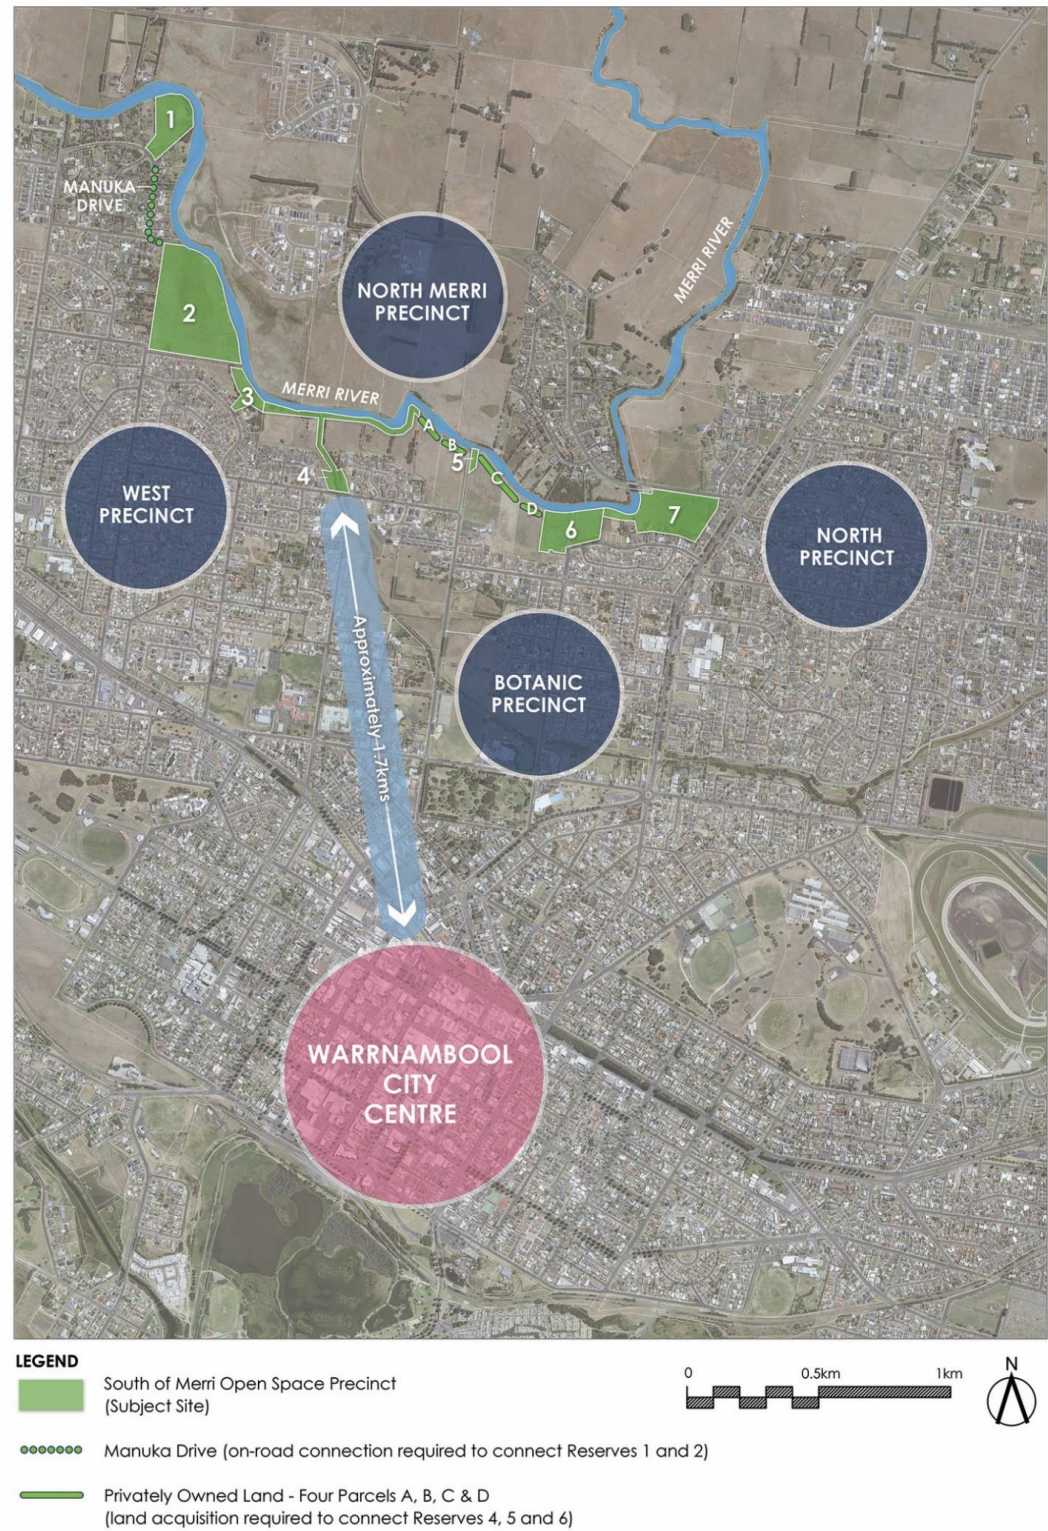 1
MANUKA
DRIVE
2
NORTH MERRI
PRECINCT
MERRI RIVER
MERRI RIVER
3
A
B
5
C
D
4
6
7
WEST
PRECINCT
NORTH
PRECINCT
BOTANIC
PRECINCT
Approximately 1.7kms
WARRNAMBOOL
CITY
CENTRE
LEGEND
South of Merri Open Space Precinct
(Subject Site)
Manuka Drive (on-road connection required to connect Reserves 1 and 2)
Privately Owned Land - Four Parcels A, B, C & D
(land acquisition required to connect Reserves 4, 5 and 6)
0 0.5km 1km
N